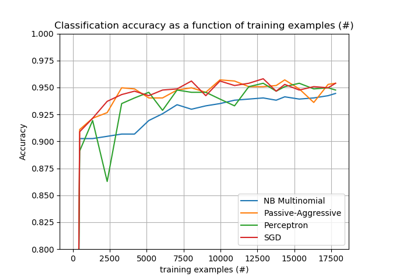 Classification accuracy as a function of training examples (#)
1.000
0.975
0.950
0.925
0.900
0.875
0.850
0.825
0.800
Accuracy
NB Multinomial
Passive-Aggressive
Perceptron
SGD
0 2500 5000 7500 10000 12500 15000 17500
training examples (#)